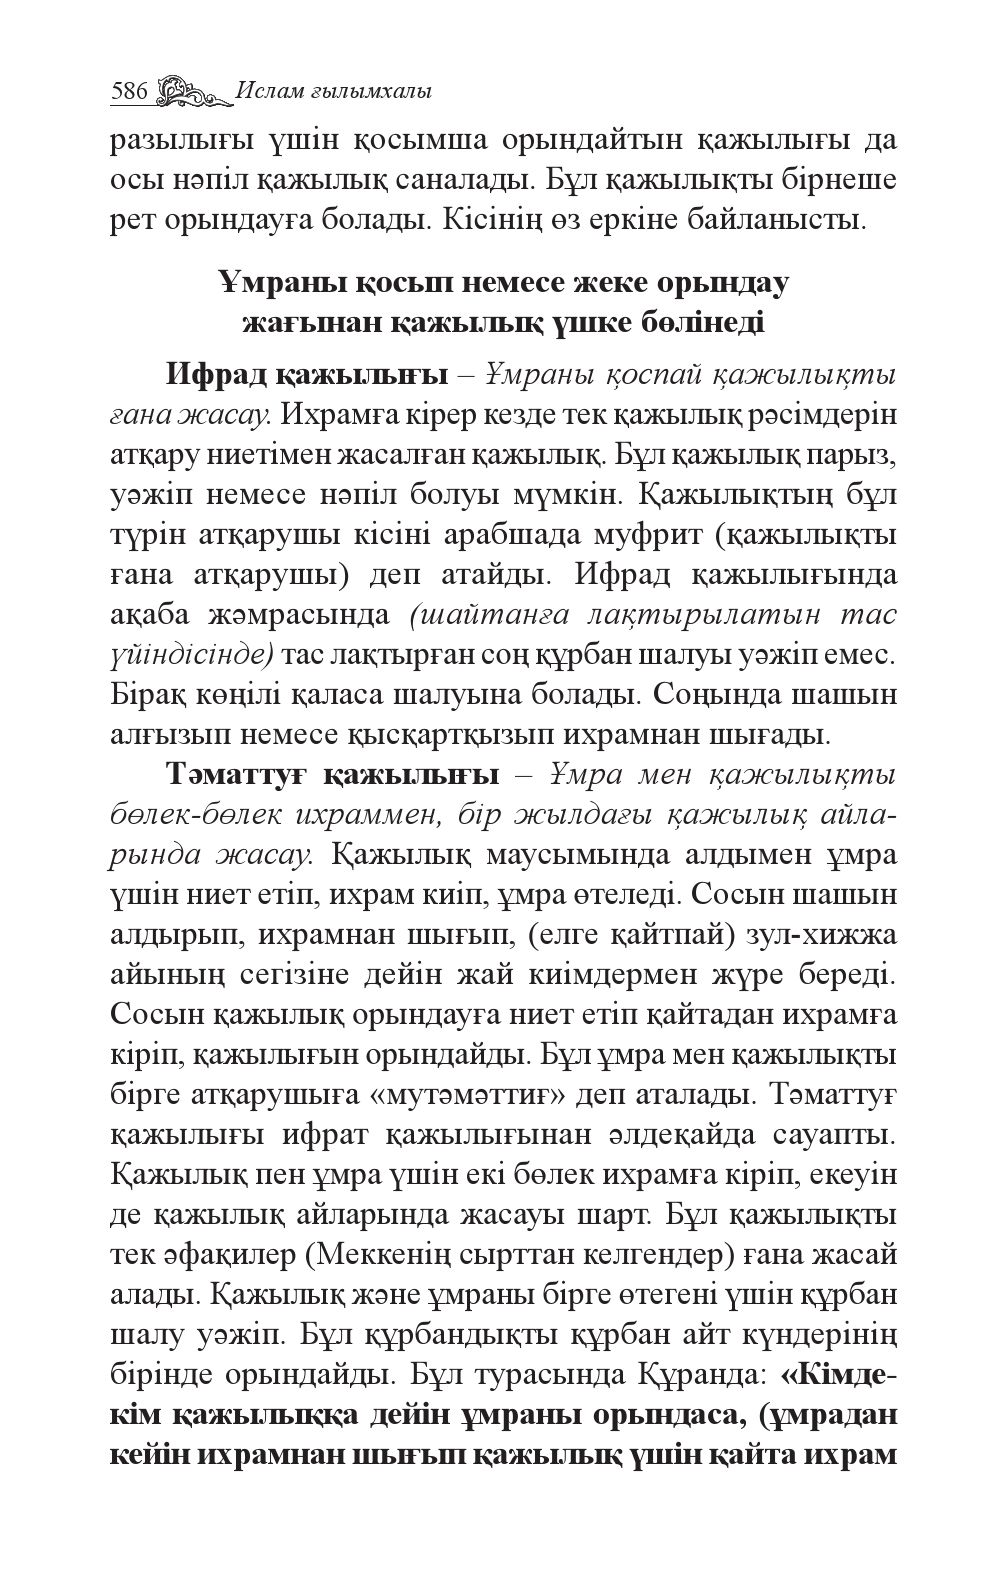 586 Ислам ғылымхалы
разылығы үшін қосымша орындайтын қажылығы да
осы нәпіл қажылық саналады. Бұл қажылықты бірнеше
рет орындауға болады. Кісінің өз еркіне байланысты.
Ұмраны қосып немесе жеке орындау
жағынан қажылық үшке бөлінеді
Ифрад қажылығы – Ұмраны қоспай қажылықты
ғана жасау. Ихрамға кірер кезде тек қажылық рәсімдерін
атқару ниетімен жасалған қажылық. Бұл қажылық парыз,
уәжіп немесе нәпіл болуы мүмкін. Қажылықтың бұл
түрін атқарушы кісіні арабшада муфрит (қажылықты
ғана атқарушы) деп атайды. Ифрад қажылығында
ақаба жәмрасында (шайтанға лақтырылатын тас
үйіндісінде) тас лақтырған соң құрбан шалуы уәжіп емес.
Бірақ көңілі қаласа шалуына болады. Соңында шашын
алғызып немесе қысқартқызып ихрамнан шығады.
Тәматтуғ қажылығы – Ұмра мен қажылықты
бөлек-бөлек ихраммен, бір жылдағы қажылық айла-
рында жасау. Қажылық маусымында алдымен ұмра
үшін ниет етіп, ихрам киіп, ұмра өтеледі. Сосын шашын
алдырып, ихрамнан шығып, (елге қайтпай) зул-хижжа
айының сегізіне дейін жай киімдермен жүре береді.
Сосын қажылық орындауға ниет етіп қайтадан ихрамға
кіріп, қажылығын орындайды. Бұл ұмра мен қажылықты
бірге атқарушыға «мутәмәттиғ» деп аталады. Тәматтуғ
қажылығы ифрат қажылығынан әлдеқайда сауапты.
Қажылық пен ұмра үшін екі бөлек ихрамға кіріп, екеуін
де қажылық айларында жасауы шарт. Бұл қажылықты
тек әфақилер (Меккенің сырттан келгендер) ғана жасай
алады. Қажылық және ұмраны бірге өтегені үшін құрбан
шалу уәжіп. Бұл құрбандықты құрбан айт күндерінің
бірінде орындайды. Бұл турасында Құранда: «Кімде-
кім қажылыққа дейін ұмраны орындаса, (ұмрадан
кейін ихрамнан шығып қажылық үшін қайта ихрам